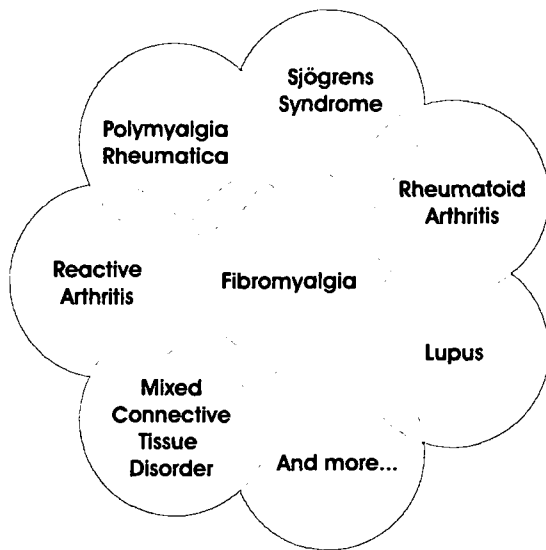 Sjögrens
Syndrome
Polymyalgia
Rheumatica
Rheumatoid
Arthritis
Reactive
Arthritis
Fibromyalgia
Lupus
Mixed
Connective
Tissue
Disorder
And more...